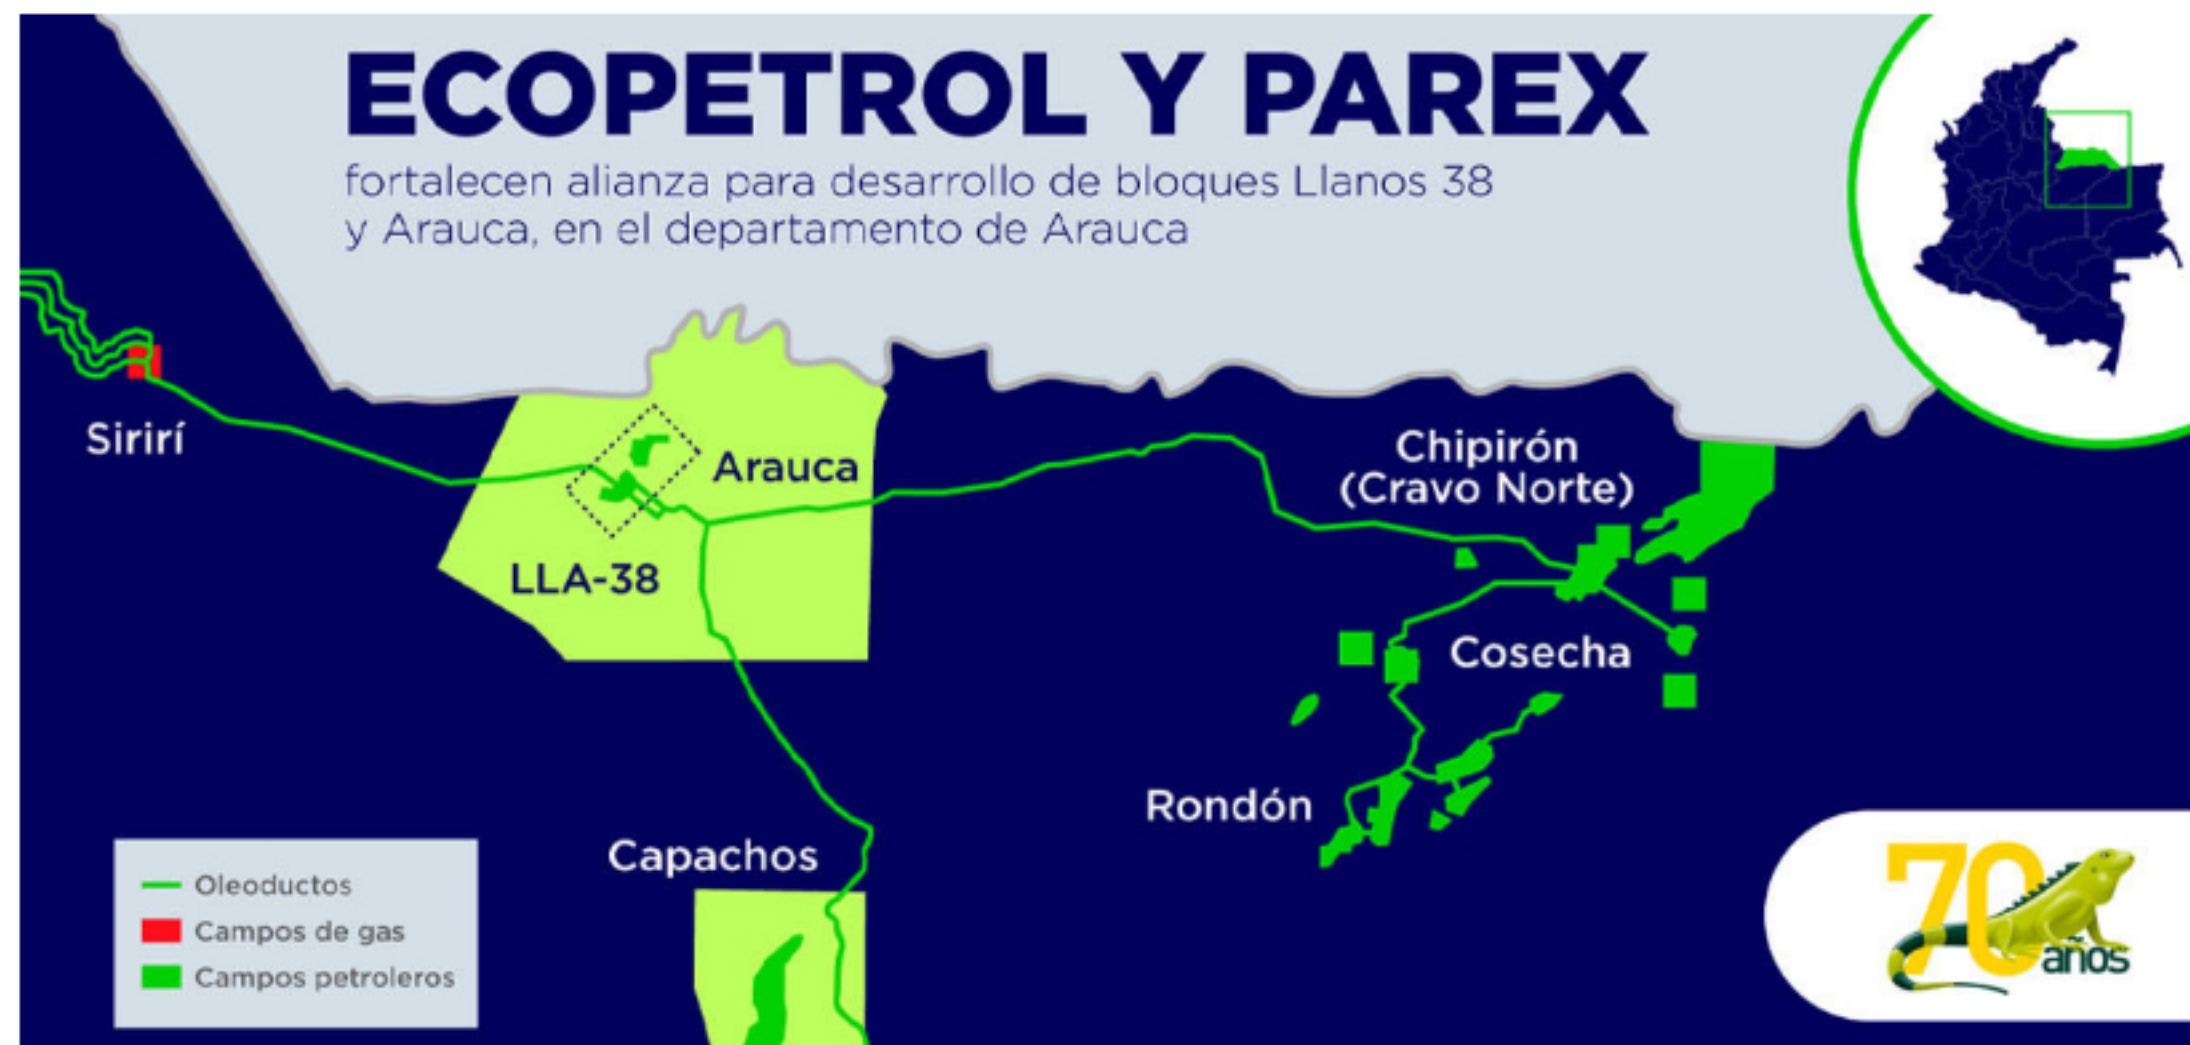 ECOPETROL Y PAREX
fortalecen alianza para desarrollo de bloques Llanos 38
y Arauca, en el departamento de Arauca
Sirirí
Arauca
LLA-38
Chipirón
(Cravo Norte)
Cosecha
Rondón
Capachos
Oleoductos
Campos de gas
Campos petroleros
70
años